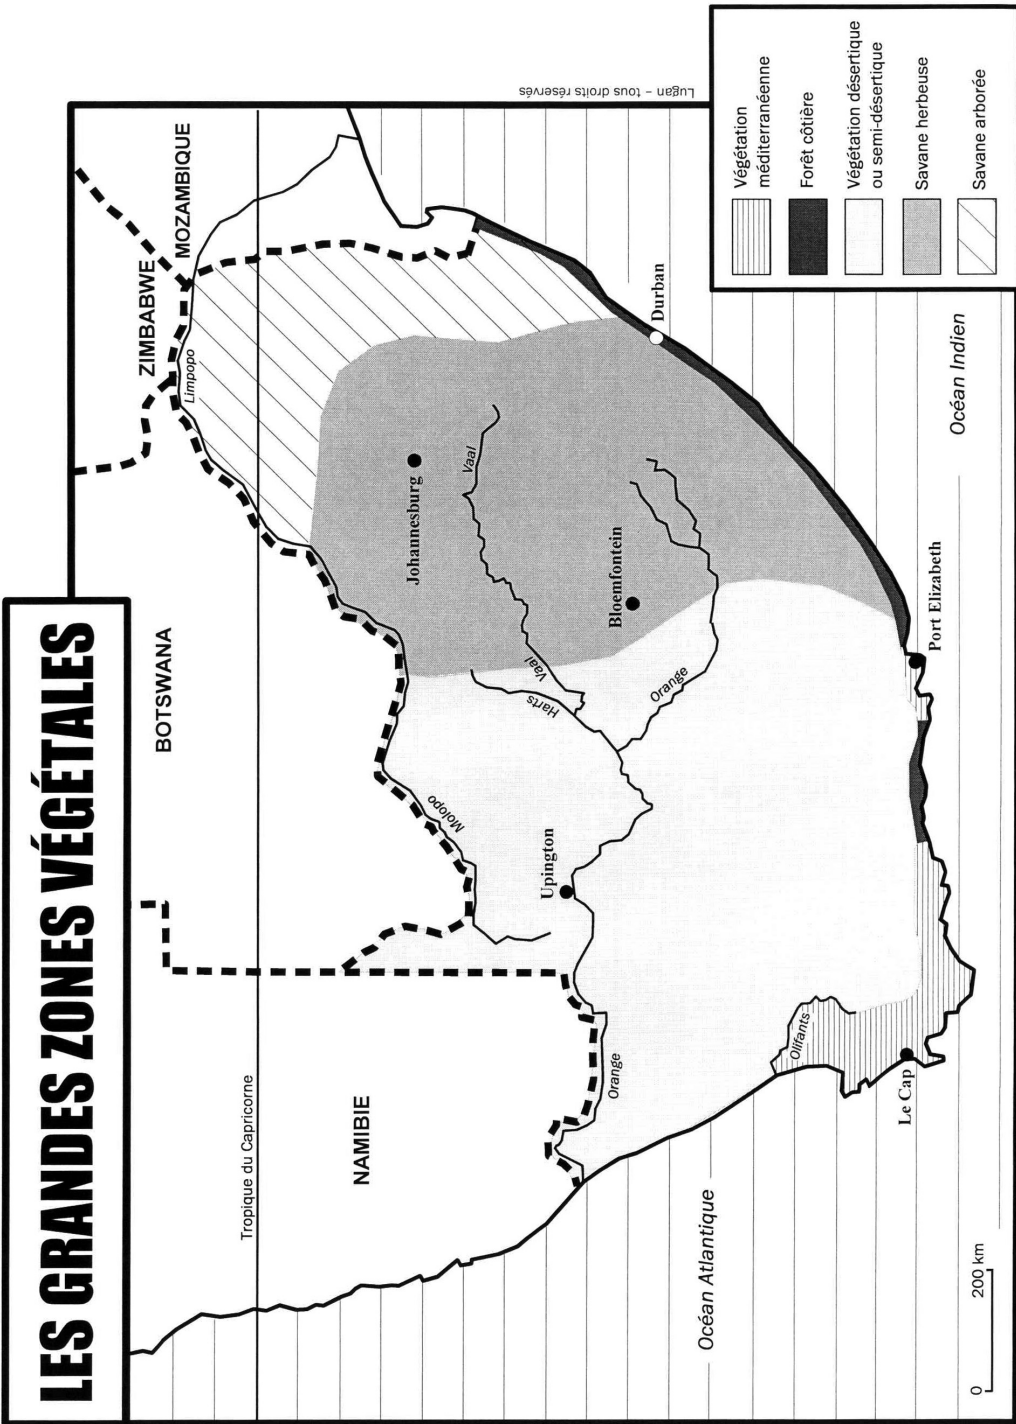 LES GRANDES ZONES VÉGÉTALES
ZIMBABWE
MOZAMBIQUE
BOTSWANA
NAMIBIE
Tropique du Capricorne
Limpopo
Johannesburg
Vaal
Vaal
Harts
Molopo
Bloemfontein
Orange
Upington
Orange
Durban
Olifants
Le Cap
Port Elizabeth
Océan Atlantique
Océan Indien
0 200 km
Végétation
méditerranéenne
Forêt côtière
Végétation désertique
ou semi-désertique
Savane herbeuse
Savane arborée
Lugan – tous droits réservés